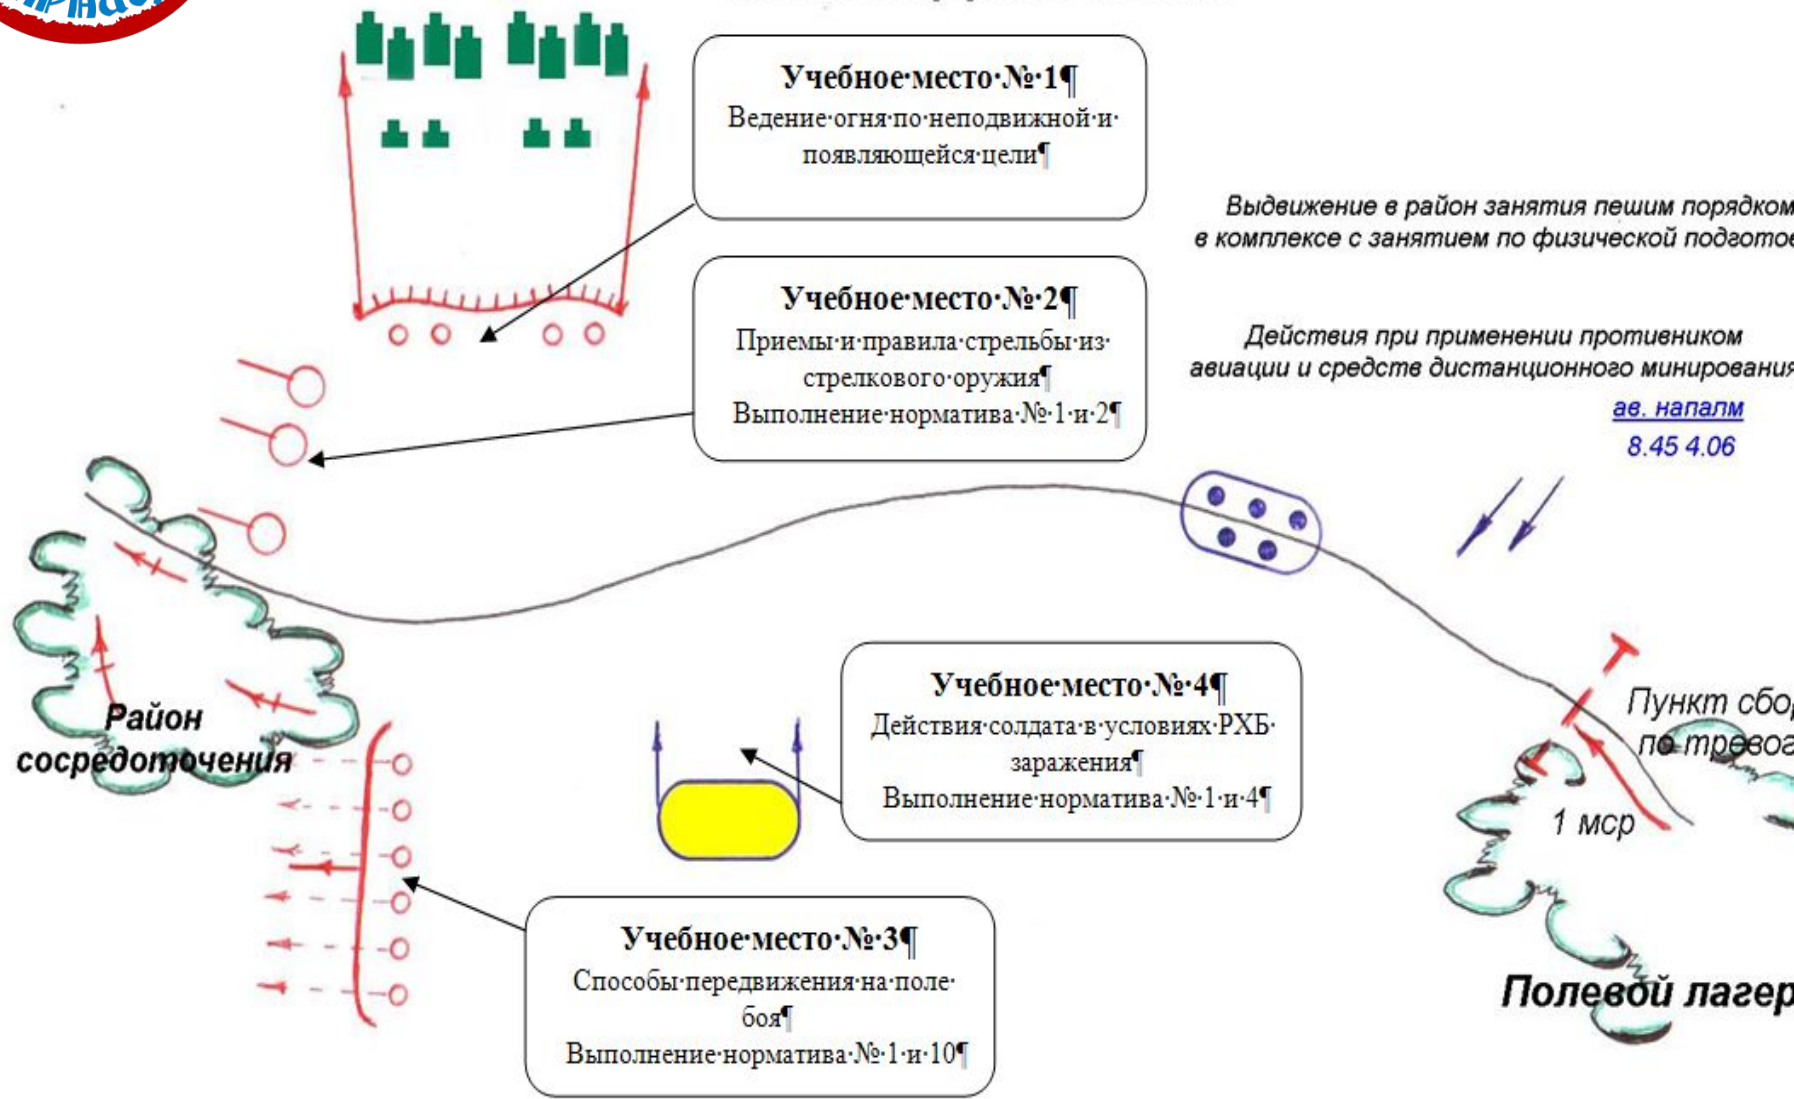 Учебное·место·№·1¶
Ведение·огня·по·неподвижной·и·
появляющейся·цели¶
Выдвижение в район занятия пешим порядком
в комплексе с занятием по физической подготов
Учебное·место·№·2¶
Приемы·и·правила·стрельбы·из·
стрелкового·оружия¶
Выполнение·норматива·№·1·и·2¶
Действия при применении противником
авиации и средств дистанционного минирования
ав. напалм
8.45 4.06
Учебное·место·№·4¶
Действия·солдата·в·условиях·РХБ·
заражения¶
Выполнение·норматива·№·1·и·4¶
Пункт сбор
по тревог
Район
сосредоточения
1 мср
Учебное·место·№·3¶
Способы·передвижения·на·поле·
боя¶
Выполнение·норматива·№·1·и·10¶
Полевой лагер